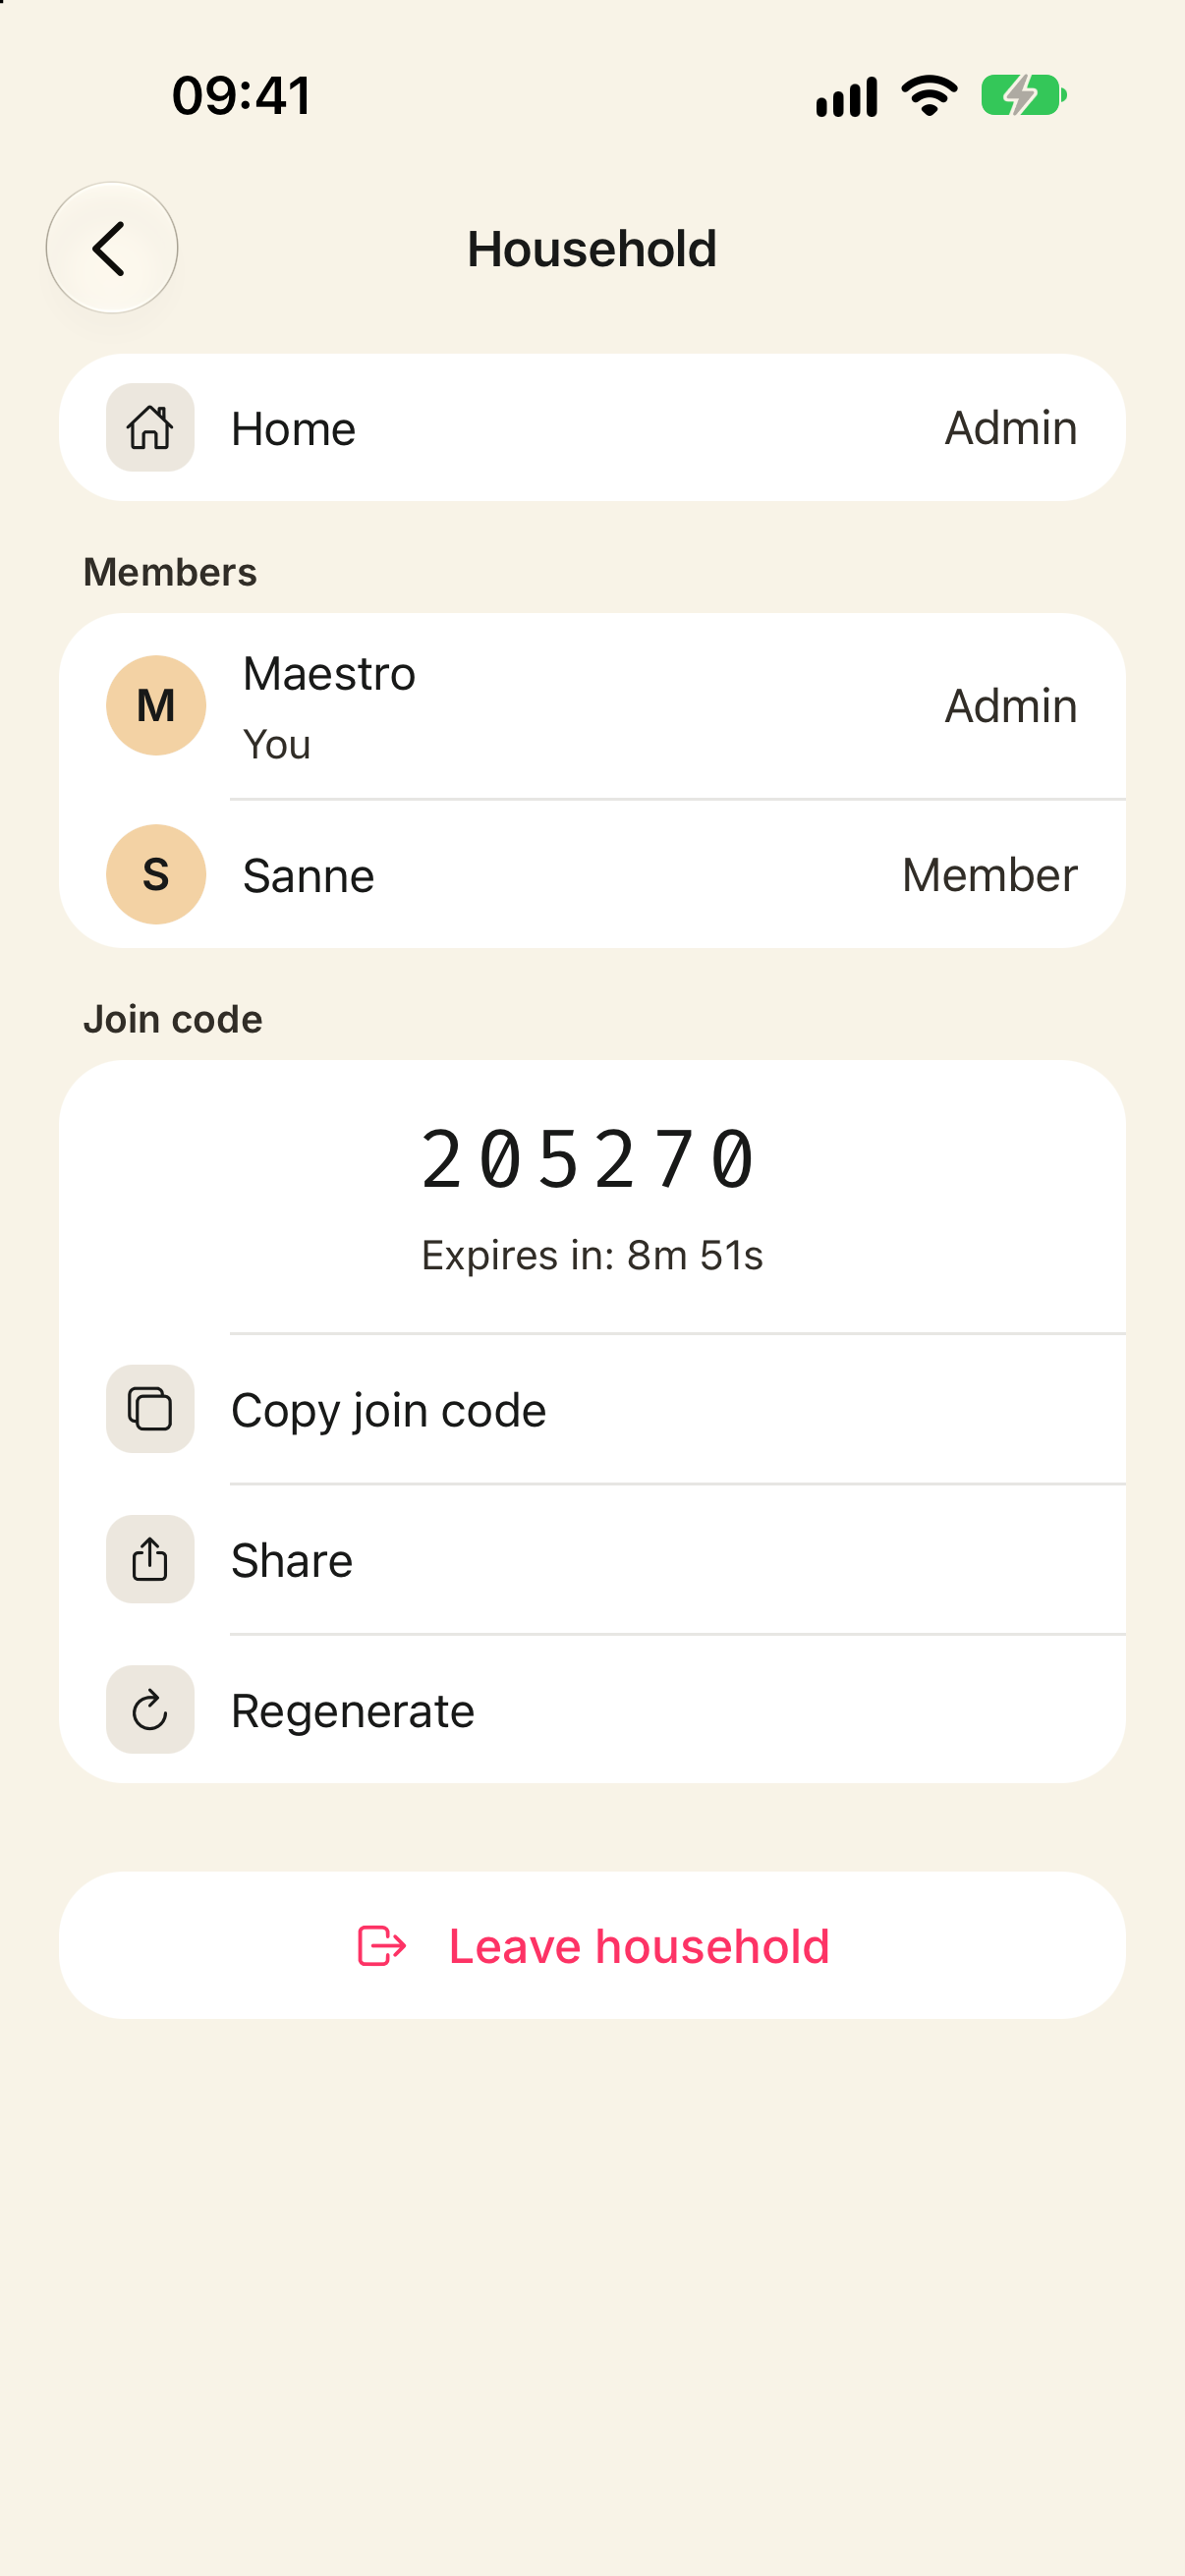 09:41
Household
Home Admin
Members
M Maestro Admin
You
S Sanne Member
Join code
205270
Expires in: 8m 51s
Copy join code
Share
Regenerate
Leave household